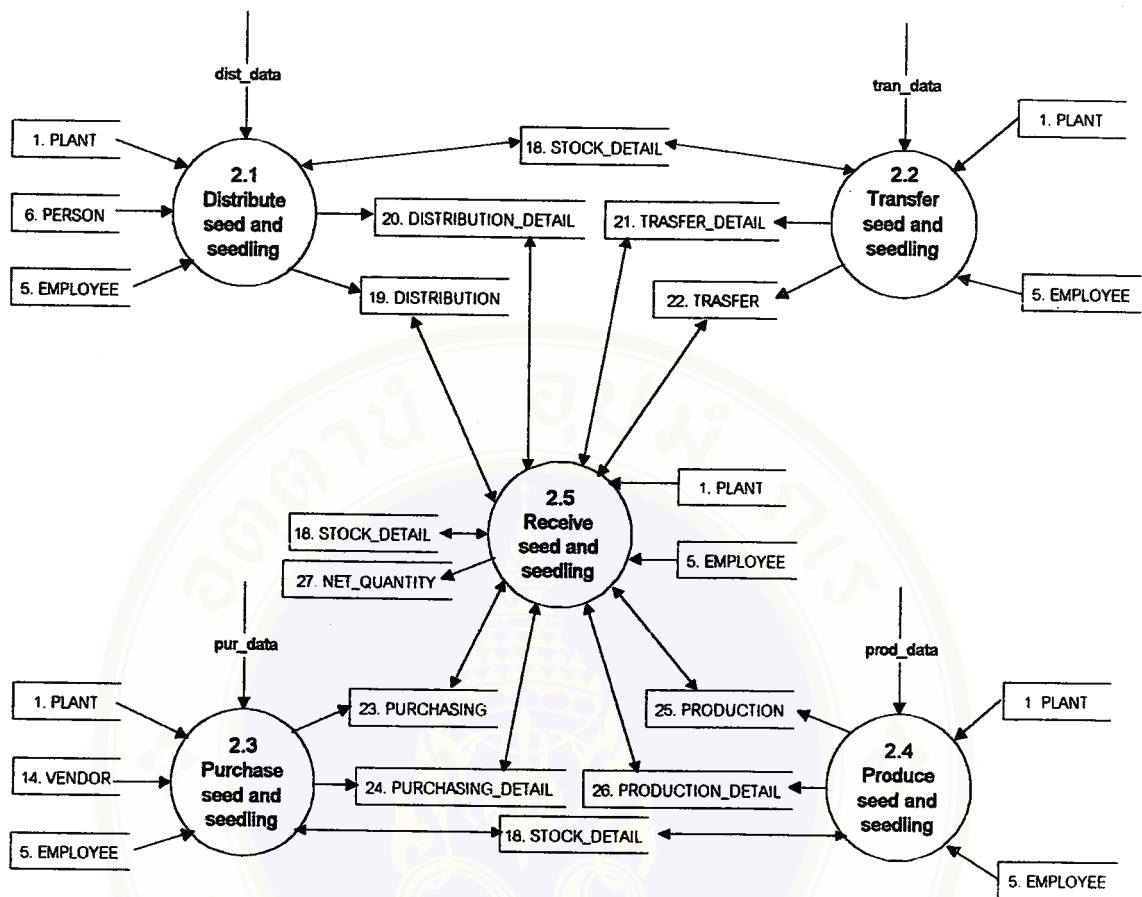 dist_data
tran_data
1. PLANT
1. PLANT
18. STOCK_DETAIL
2.1
Distribute
seed and
seedling
2.2
Transfer
seed and
seedling
6. PERSON
20. DISTRIBUTION_DETAIL
21. TRASFER_DETAIL
5. EMPLOYEE
19. DISTRIBUTION
22. TRASFER
5. EMPLOYEE
2.5
Receive
seed and
seedling
1. PLANT
18. STOCK_DETAIL
5. EMPLOYEE
27. NET_QUANTITY
pur_data
prod_data
1. PLANT
23. PURCHASING
25. PRODUCTION
1 PLANT
2.3
Purchase
seed and
seedling
2.4
Produce
seed and
seedling
14. VENDOR
24. PURCHASING_DETAIL
26. PRODUCTION_DETAIL
5. EMPLOYEE
18. STOCK_DETAIL
5. EMPLOYEE